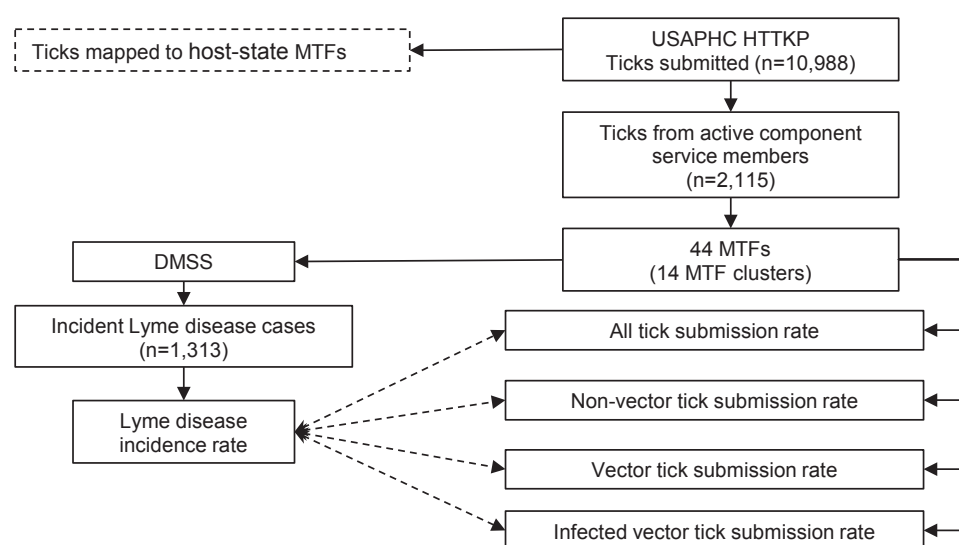 Ticks mapped to host-state MTFs
USAPHC HTTKP
Ticks submitted (n=10,988)
Ticks from active component
service members
(n=2,115)
44 MTFs
(14 MTF clusters)
DMSS
Incident Lyme disease cases
(n=1,313)
Lyme disease
incidence rate
All tick submission rate
Non-vector tick submission rate
Vector tick submission rate
Infected vector tick submission rate